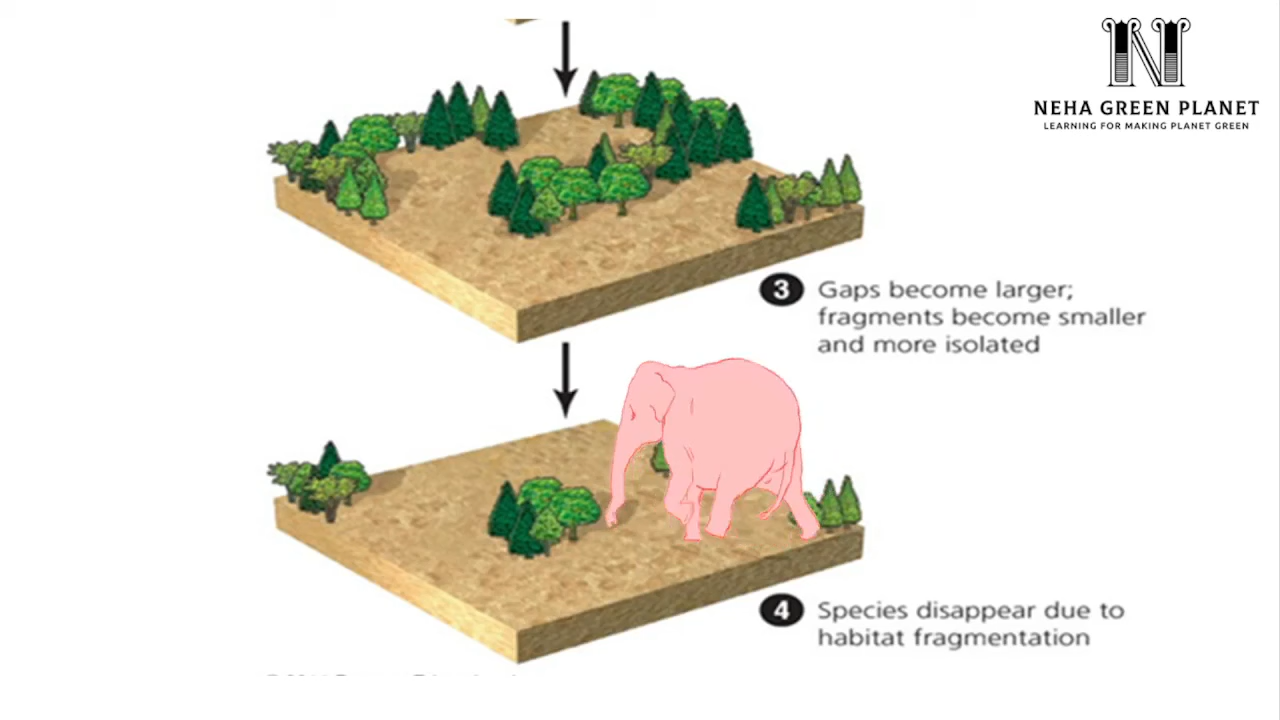 N
NEHA GREEN PLANET
LEARNING FOR MAKING PLANET GREEN
3 Gaps become larger;
fragments become smaller
and more isolated
4 Species disappear due to
habitat fragmentation